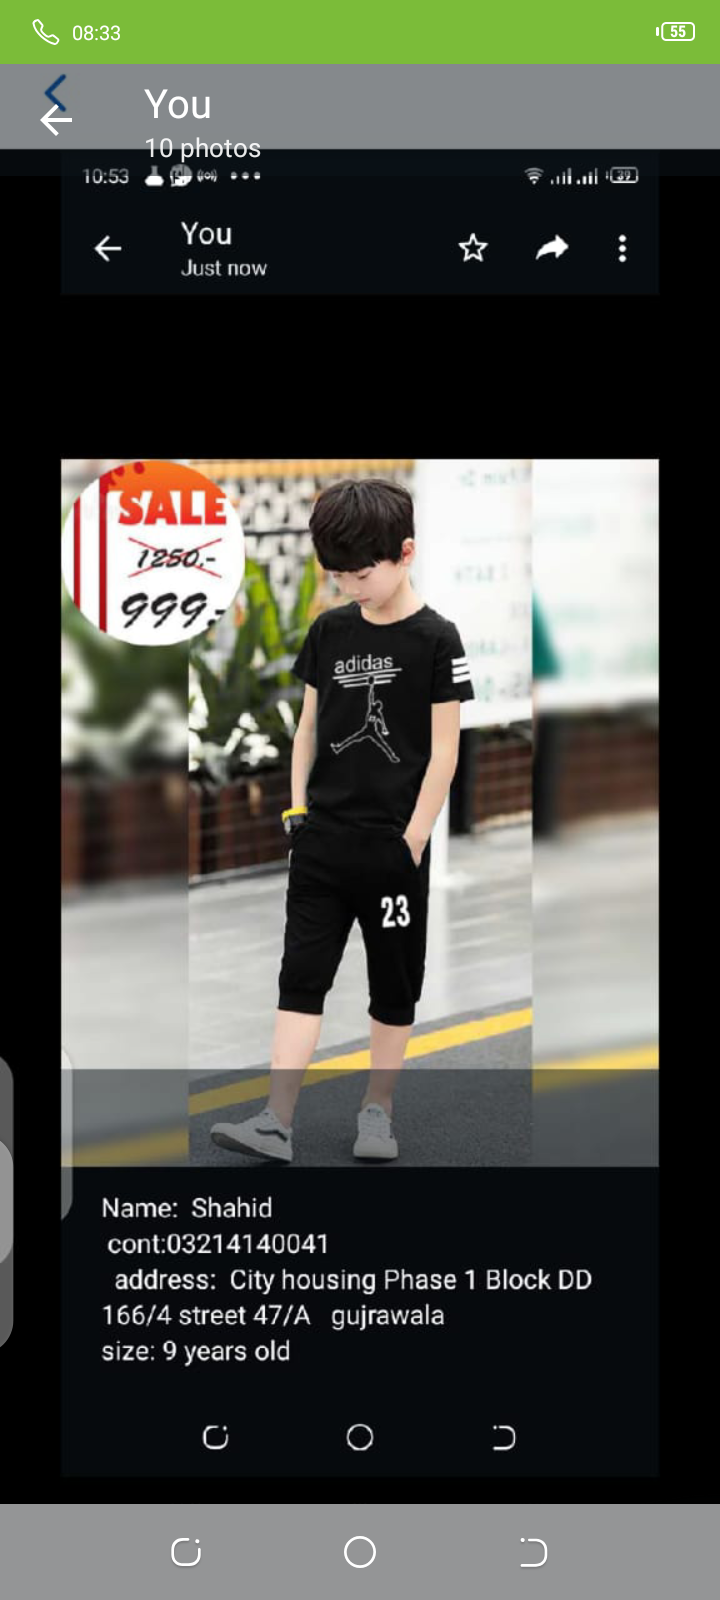 08:33
55
You
10 photos
10:53
39
You
Just now
SALE
1250.-
999.-
adidas
23
Name: Shahid
cont:03214140041
address: City housing Phase 1 Block DD
166/4 street 47/A gujrawala
size: 9 years old